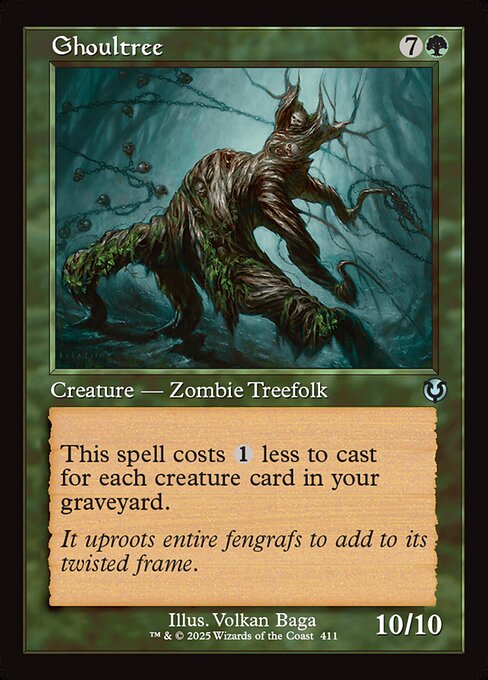 Ghoultree 7
Creature — Zombie Treefolk
This spell costs 1 less to cast
for each creature card in your
graveyard.
It uproots entire fengrafs to add to its
twisted frame.
Illus. Volkan Baga
™ & © 2025 Wizards of the Coast 411
10/10